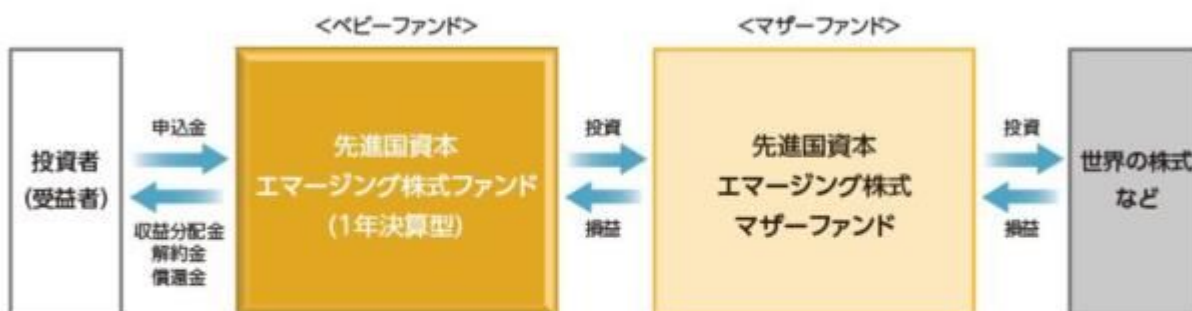 <ベビーファンド>
<マザーファンド>
投資者
(受益者)
申込金
収益分配金
解約金
償還金
先進国資本
エマージング株式ファンド
(1年決算型)
投資
損益
先進国資本
エマージング株式
マザーファンド
投資
損益
世界の株式
など